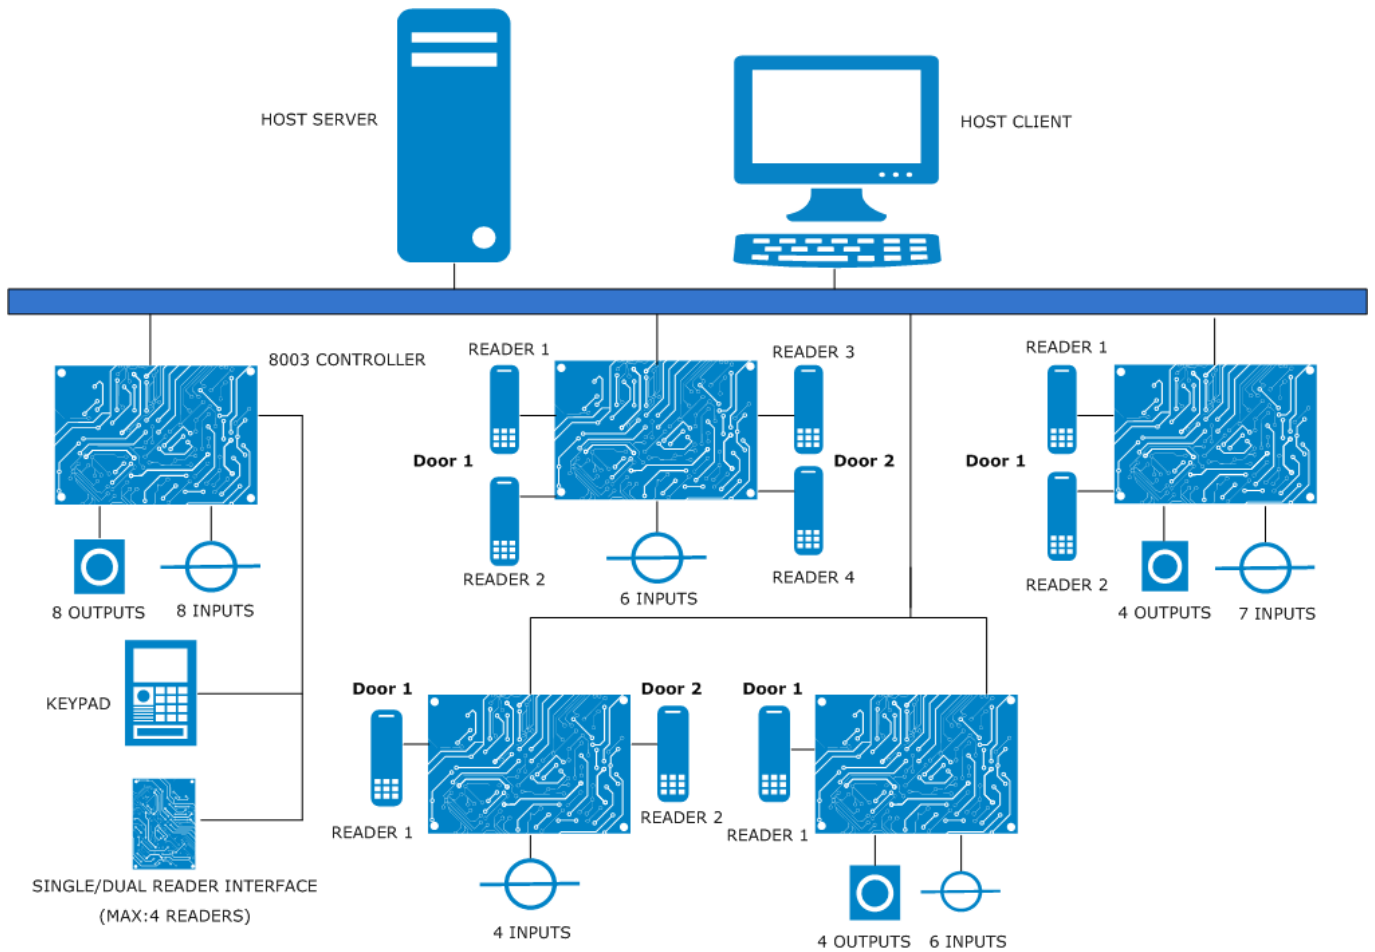 HOST SERVER
HOST CLIENT
8003 CONTROLLER
8 OUTPUTS
8 INPUTS
KEYPAD
SINGLE/DUAL READER INTERFACE
(MAX:4 READERS)
READER 1
READER 3
Door 1
Door 2
READER 2
READER 4
6 INPUTS
READER 1
Door 1
READER 2
4 OUTPUTS
7 INPUTS
Door 1
Door 2
READER 1
READER 2
4 INPUTS
Door 1
READER 1
4 OUTPUTS
6 INPUTS